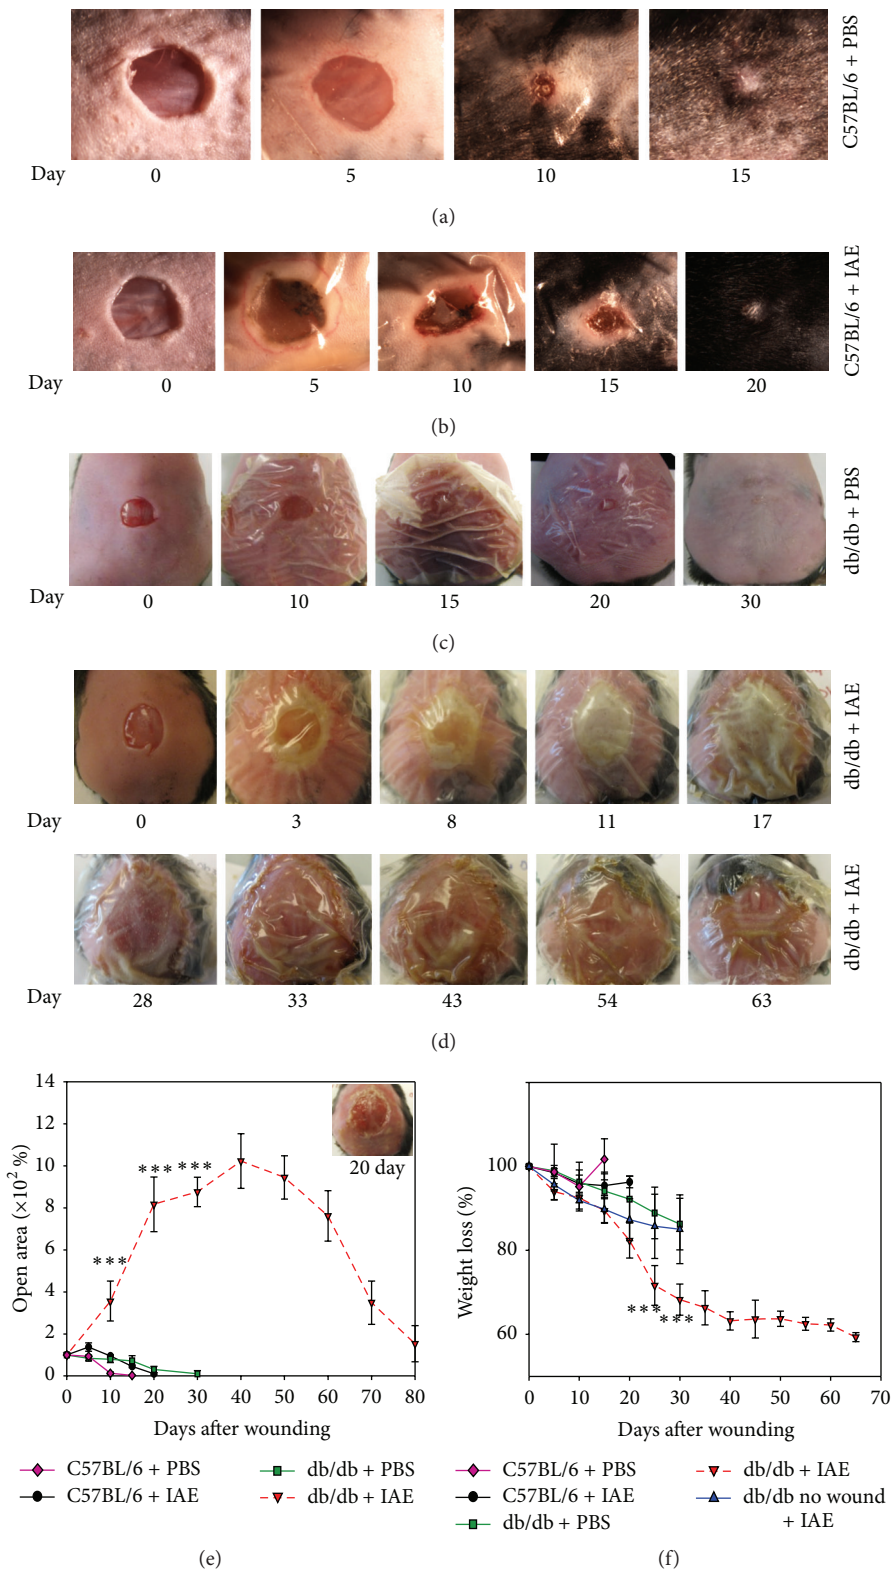 C57BL/6 + PBS
Day 0 5 10 15
(a)
C57BL/6 + IAE
Day 0 5 10 15 20
(b)
db/db + PBS
Day 0 10 15 20 30
(c)
db/db + IAE
Day 0 3 8 11 17
db/db + IAE
Day 28 33 43 54 63
(d)
Open area (×10² %)
14
12
10
8
6
4
2
0
20 day
***
***
***
0 10 20 30 40 50 60 70 80
Days after wounding
C57BL/6 + PBS
C57BL/6 + IAE
db/db + PBS
db/db + IAE
(e)
Weight loss (%)
100
80
60
***
***
0 10 20 30 40 50 60 70
Days after wounding
C57BL/6 + PBS
C57BL/6 + IAE
db/db + PBS
db/db + IAE
db/db no wound
+ IAE
(f)